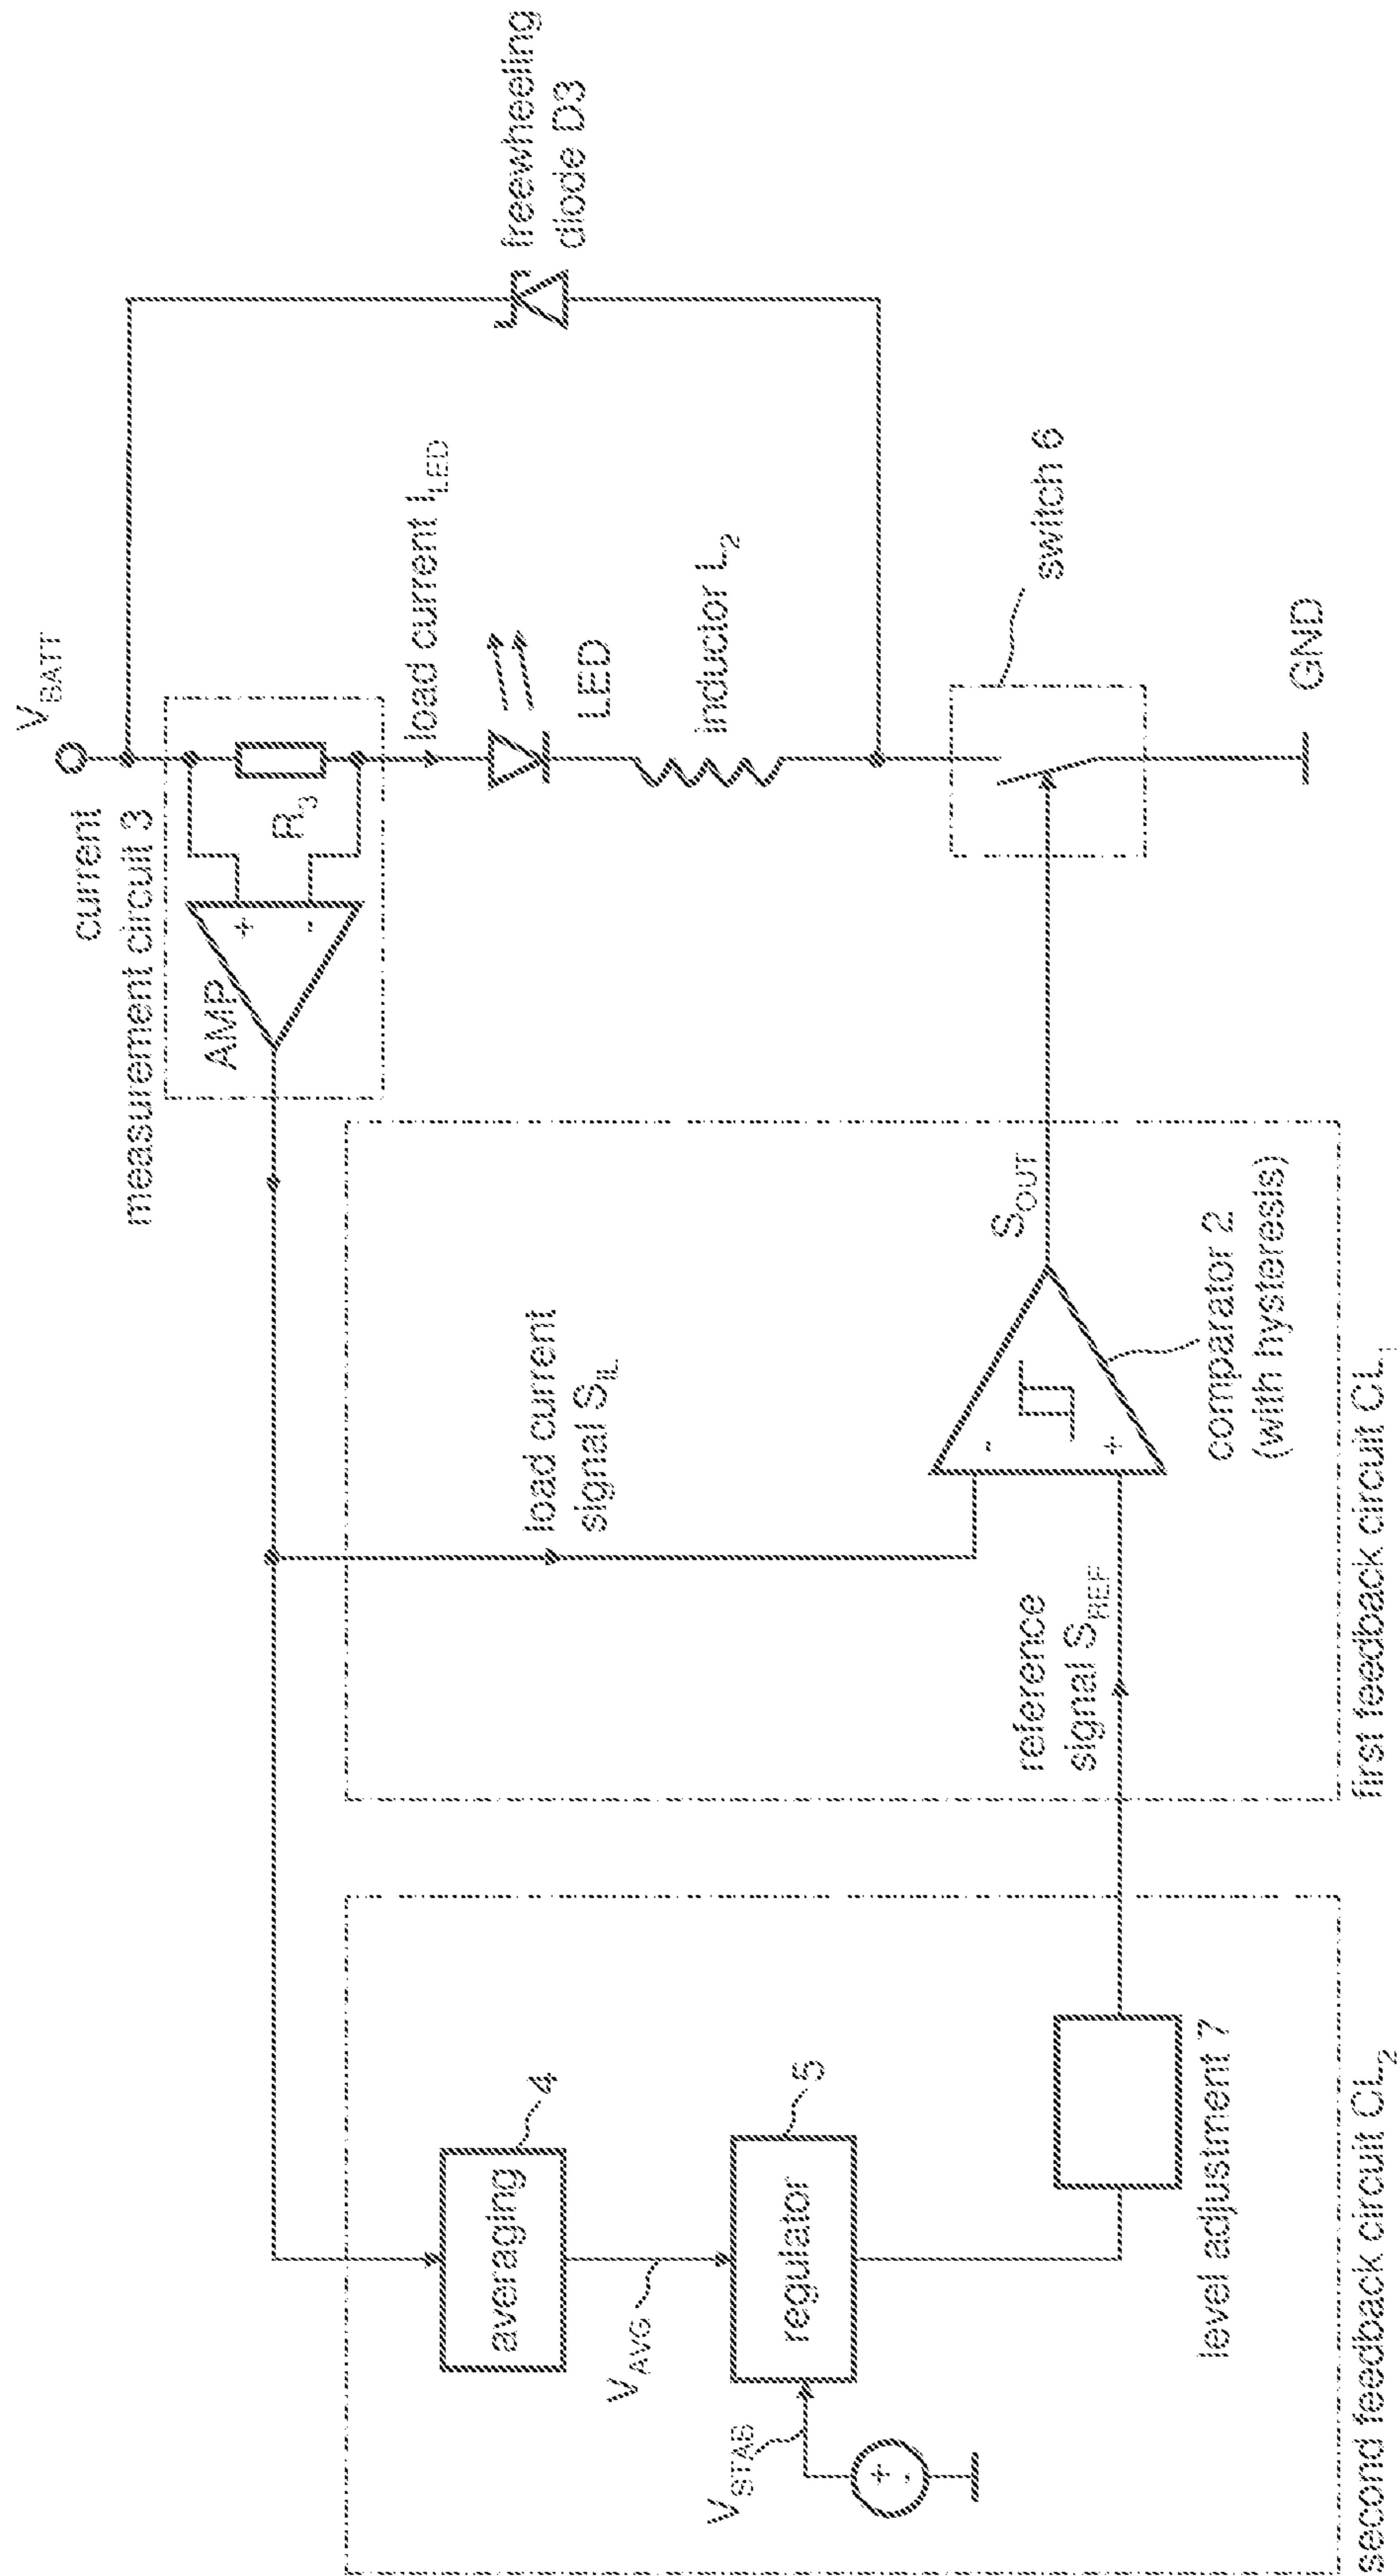 V_BATT
current
measurement circuit 3
AMP
+
-
R_3
load current I_LED
freewheeling
diode D3
LED
inductor L_2
switch 6
GND
load current
signal S_IL
S_OUT
-
+
comparator 2
(with hysteresis)
reference
signal S_REF
first feedback circuit CL_1
averaging
4
V_AVG
regulator
5
V_STAB
+
-
level adjustment 7
second feedback circuit CL_2